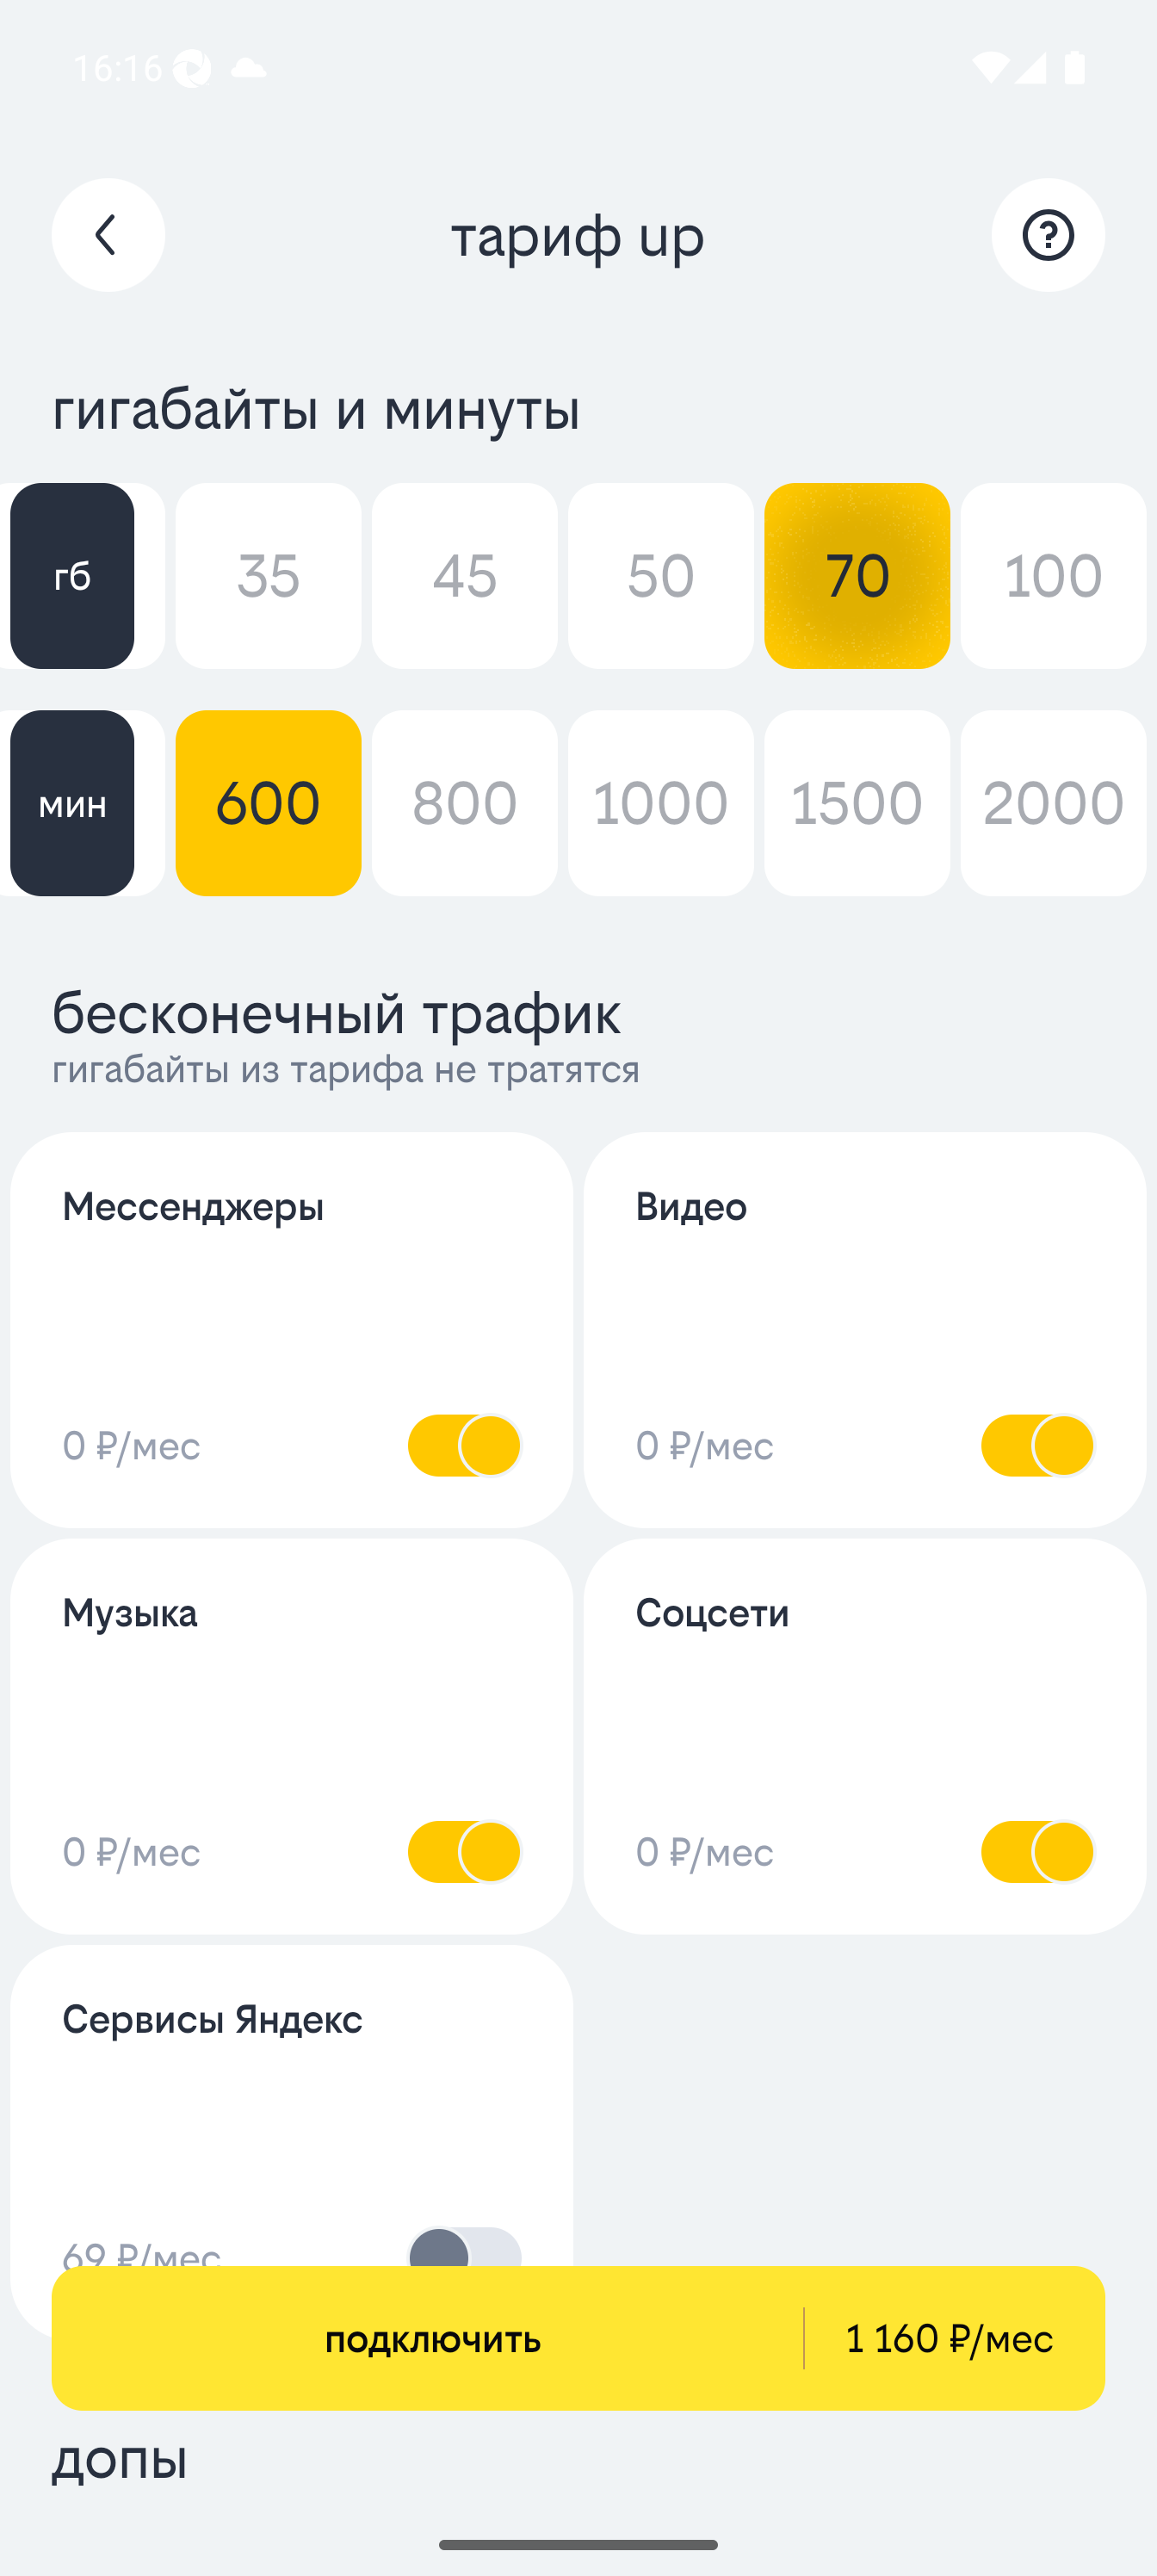 16:16
тариф up
гигабайты и минуты
гб 35 45 50 70 100
мин 600 800 1000 1500 2000
бесконечный трафик
гигабайты из тарифа не тратятся
Мессенджеры
0 ₽/мес
Видео
0 ₽/мес
Музыка
0 ₽/мес
Соцсети
0 ₽/мес
Сервисы Яндекс
69 ₽/мес
подключить 1 160 ₽/мес
допы